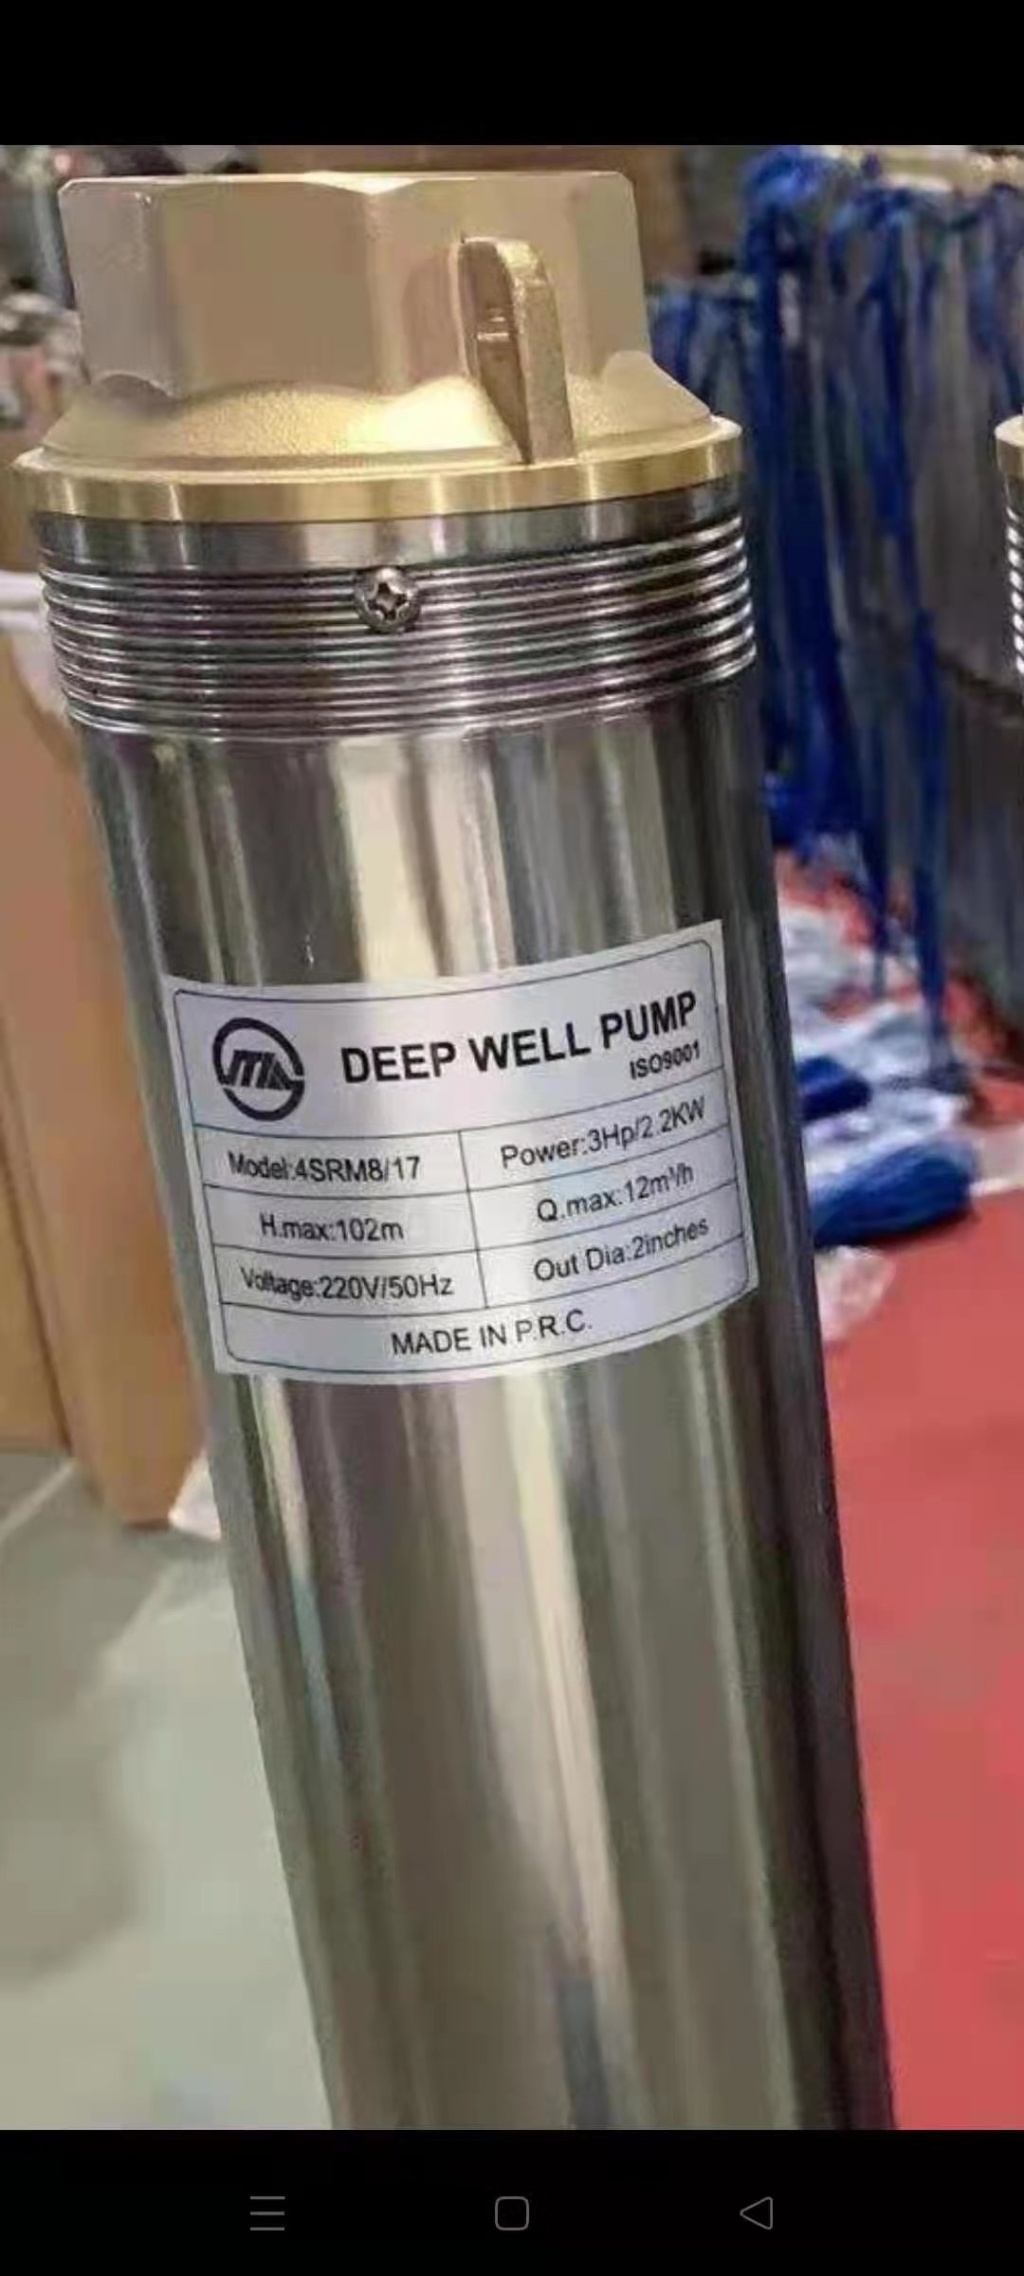 DEEP WELL PUMP
ISO9001
Model:4SRM8/17
Power:3Hp/2.2KW
H.max:102m
Q.max:12m³/h
Voltage:220V/50Hz
Out Dia:2inches
MADE IN P.R.C.